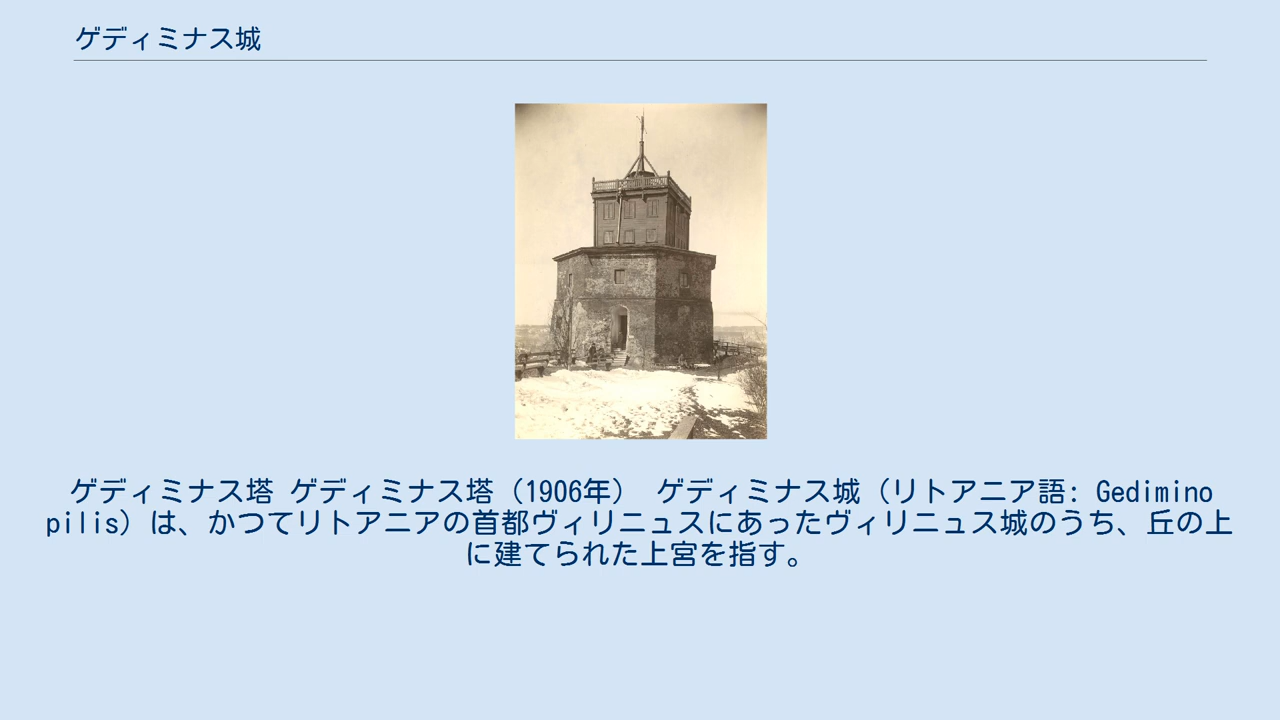 ゲディミナス城
ゲディミナス塔 ゲディミナス塔（1906年） ゲディミナス城（リトアニア語: Gedimino
pilis）は、かつてリトアニアの首都ヴィリニュスにあったヴィリニュス城のうち、丘の上
に建てられた上宮を指す。